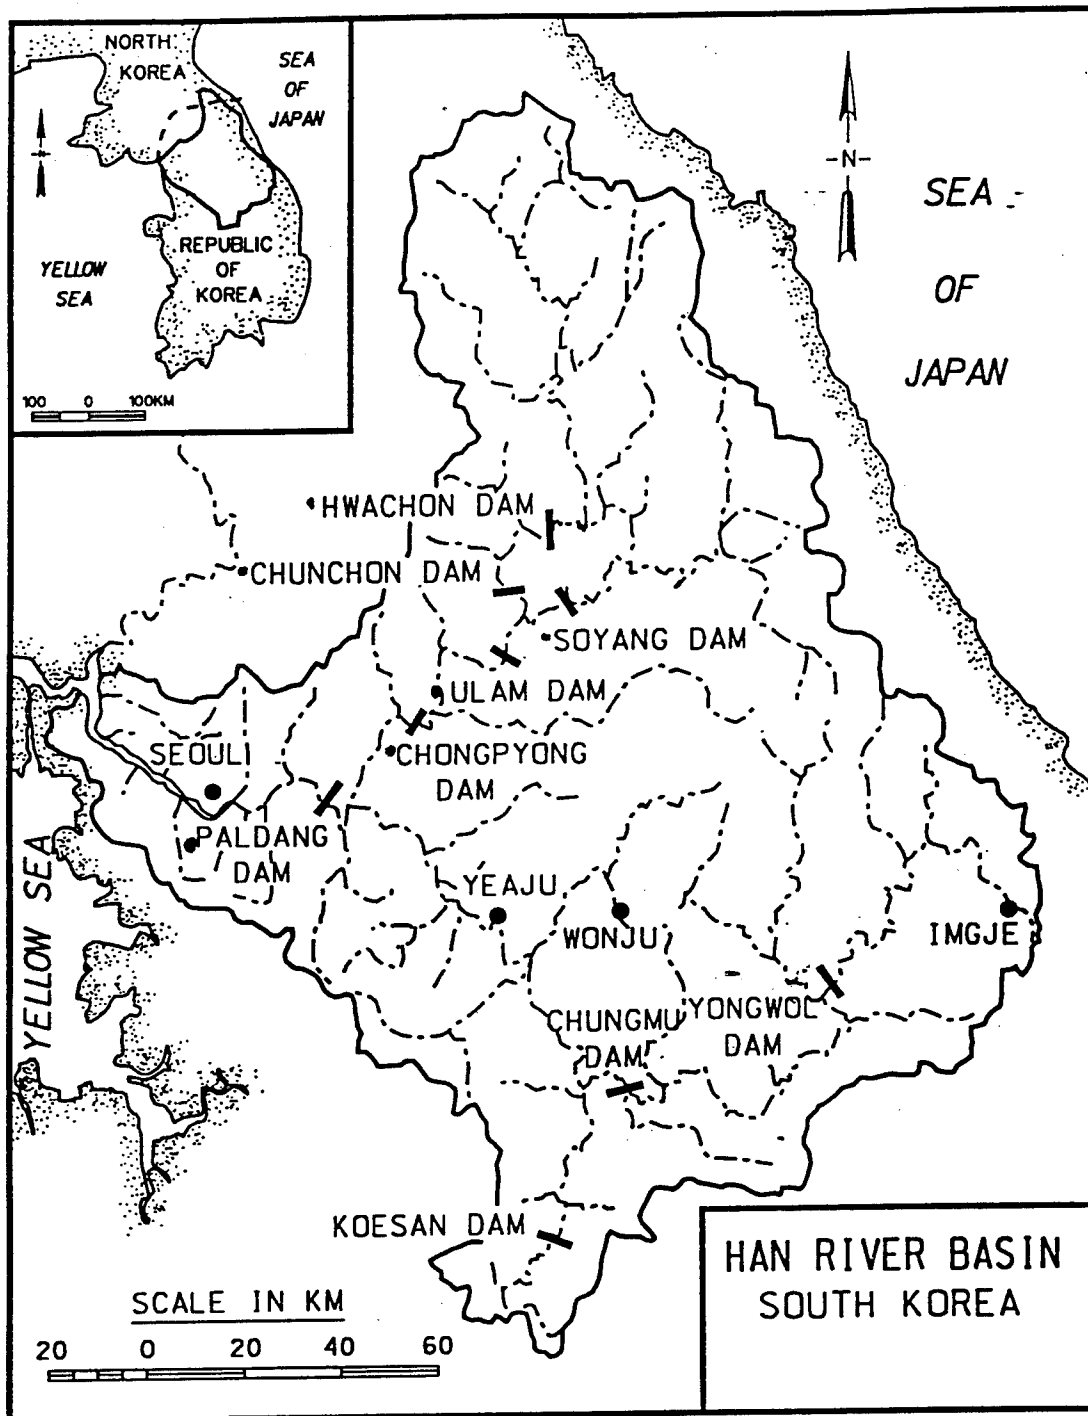 NORTH
KOREA
SEA
OF
JAPAN
YELLOW
SEA
REPUBLIC
OF
KOREA
100 0 100KM
-N-
SEA
OF
JAPAN
HWACHON DAM
CHUNCHON DAM
SOYANG DAM
ULAM DAM
CHONGPYONG
DAM
SEOUL
PALDANG
DAM
YEAJU
WONJU
IMGJE
YELLOW SEA
CHUNGMU
DAM
YONGWOL
DAM
KOESAN DAM
SCALE IN KM
20 0 20 40 60
HAN RIVER BASIN
SOUTH KOREA